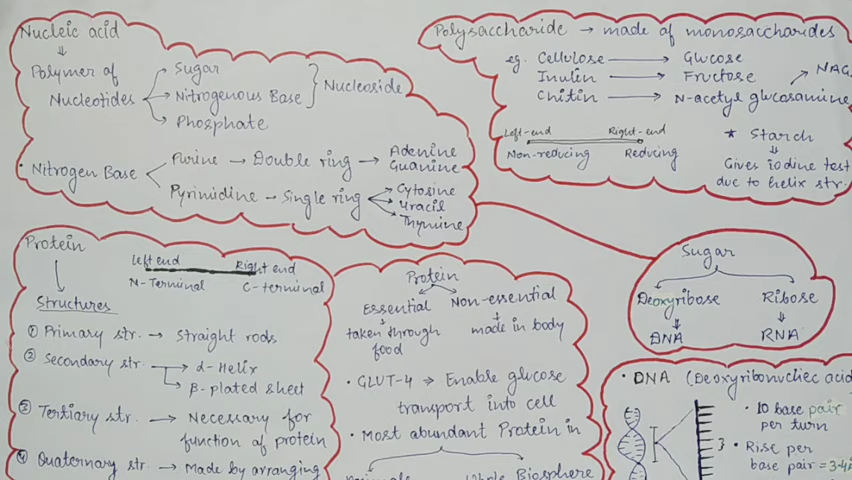 Nucleic acid
Polymer of
Nucleotides
Sugar
Nitrogenous Base
Phosphate
Nucleoside
• Nitrogen Base
Purine → Double ring → Adenine
Guanine
Pyrimidine → Single ring → Cytosine
Uracil
Thymine
Polysaccharide → made of monosaccharides
eg. Cellulose → Glucose
Inulin → Fructose
Chitin → N-acetyl glucosamine
Left-end Right-end
Non-reducing Reducing
★ Starch
Gives iodine test
due to helix str.
Sugar
Deoxyribose Ribose
DNA RNA
Protein
Left end Right end
N-Terminal C-terminal
Structures
① Primary str. → Straight rods
② Secondary str. → α-Helix
β-plated sheet
③ Tertiary str. → Necessary for
function of protein
④ Quaternary str. → Made by arranging
Protein
Essential Non-essential
taken through
food
made in body
• GLUT-4 → Enable glucose
transport into cell
• Most abundant Protein in
Biosphere
• DNA (Deoxyribonucliec acid
• 10 base pair
per turn
• Rise per
base pair = 3.4